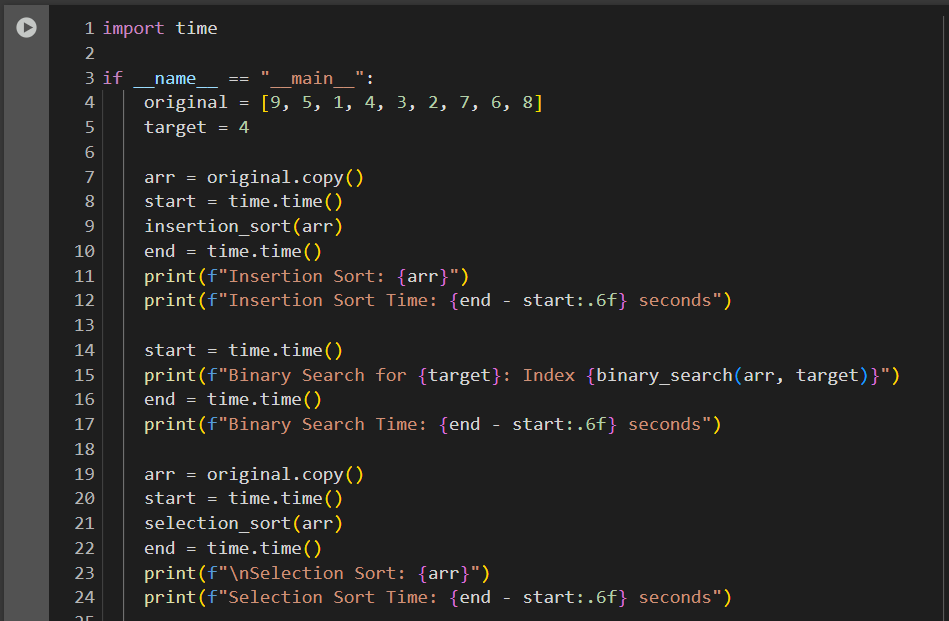 1 import time
2
3 if __name__ == "__main__":
4     original = [9, 5, 1, 4, 3, 2, 7, 6, 8]
5     target = 4
6
7     arr = original.copy()
8     start = time.time()
9     insertion_sort(arr)
10     end = time.time()
11     print(f"Insertion Sort: {arr}")
12     print(f"Insertion Sort Time: {end - start:.6f} seconds")
13
14     start = time.time()
15     print(f"Binary Search for {target}: Index {binary_search(arr, target)}")
16     end = time.time()
17     print(f"Binary Search Time: {end - start:.6f} seconds")
18
19     arr = original.copy()
20     start = time.time()
21     selection_sort(arr)
22     end = time.time()
23     print(f"\nSelection Sort: {arr}")
24     print(f"Selection Sort Time: {end - start:.6f} seconds")
25